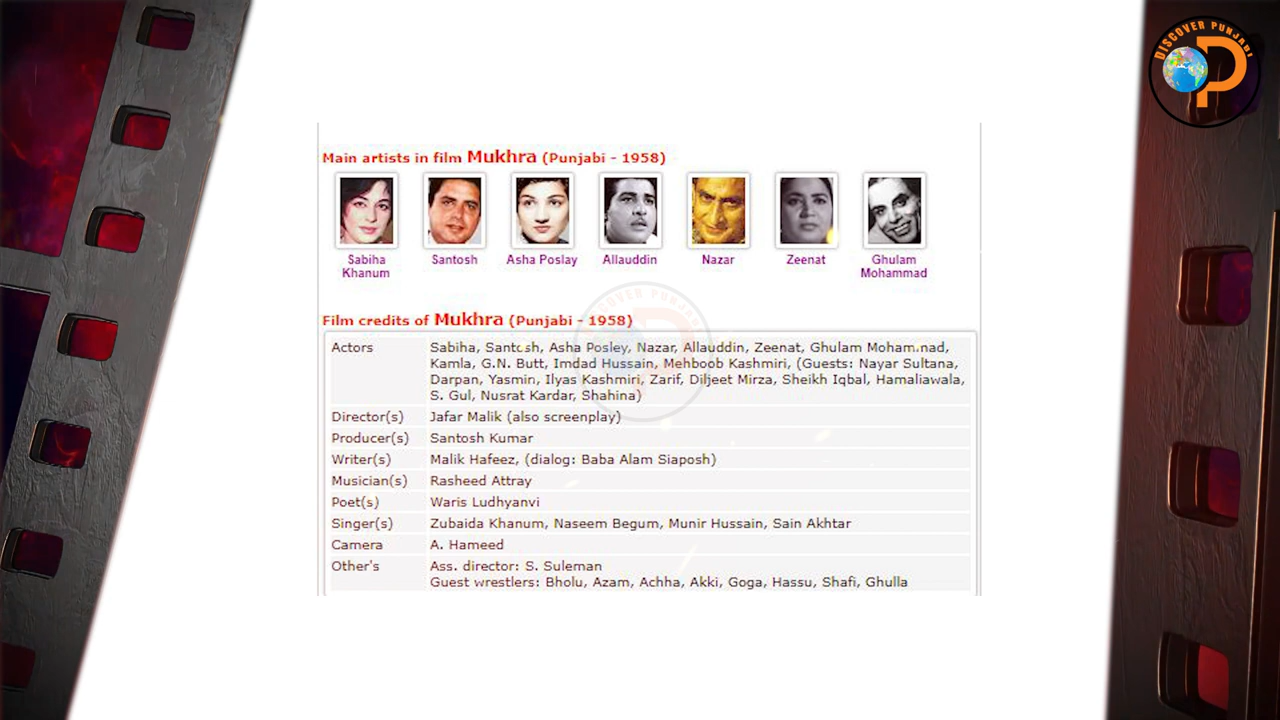 DISCOVER PUNJABI
P
Main artists in film Mukhra (Punjabi - 1958)
Sabiha Khanum
Santosh
Asha Poslay
Allauddin
Nazar
Zeenat
Ghulam Mohammad
Film credits of Mukhra (Punjabi - 1958)
Actors
Sabiha, Santosh, Asha Posley, Nazar, Allauddin, Zeenat, Ghulam Mohammad,
Kamla, G.N. Butt, Imdad Hussain, Mehboob Kashmiri, (Guests: Nayar Sultana,
Darpan, Yasmin, Ilyas Kashmiri, Zarif, Diljeet Mirza, Sheikh Iqbal, Hamaliawala,
S. Gul, Nusrat Kardar, Shahina)
Director(s) Jafar Malik (also screenplay)
Producer(s) Santosh Kumar
Writer(s) Malik Hafeez, (dialog: Baba Alam Siaposh)
Musician(s) Rasheed Attray
Poet(s) Waris Ludhyanvi
Singer(s) Zubaida Khanum, Naseem Begum, Munir Hussain, Sain Akhtar
Camera A. Hameed
Other's Ass. director: S. Suleman
Guest wrestlers: Bholu, Azam, Achha, Akki, Goga, Hassu, Shafi, Ghulla